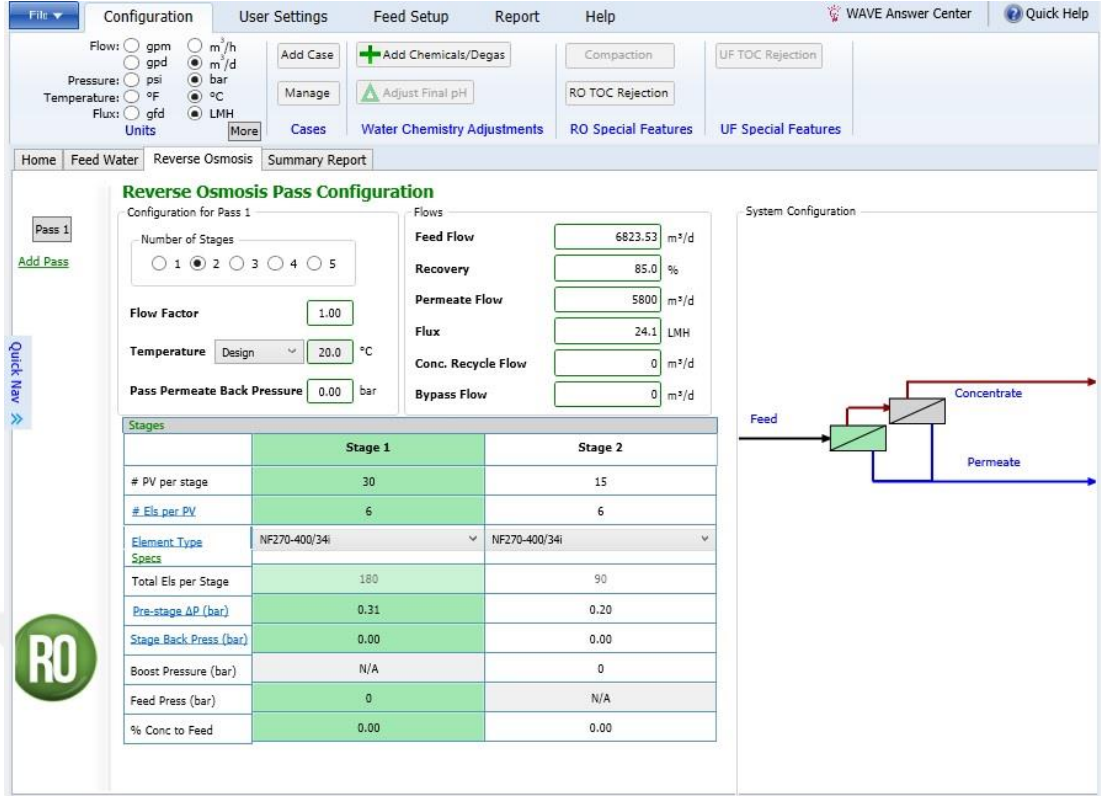 File Configuration User Settings Feed Setup Report Help WAVE Answer Center Quick Help
Flow: gpm m³/h
gpd m³/d
Pressure: psi bar
Temperature: °F °C
Flux: gfd LMH
Units More
Add Case
Manage
Cases
Add Chemicals/Degas
Adjust Final pH
Water Chemistry Adjustments
Compaction
RO TOC Rejection
RO Special Features
UF TOC Rejection
UF Special Features
Home Feed Water Reverse Osmosis Summary Report
Pass 1
Add Pass
Quick Nav
RO
Reverse Osmosis Pass Configuration
Configuration for Pass 1
Number of Stages
1 2 3 4 5
Flow Factor 1.00
Temperature Design 20.0 °C
Pass Permeate Back Pressure 0.00 bar
Flows
Feed Flow 6823.53 m³/d
Recovery 85.0 %
Permeate Flow 5800 m³/d
Flux 24.1 LMH
Conc. Recycle Flow 0 m³/d
Bypass Flow 0 m³/d
Stages
Stage 1 Stage 2
# PV per stage 30 15
# Els per PV 6 6
Element Type NF270-400/34i NF270-400/34i
Specs
Total Els per Stage 180 90
Pre-stage ΔP (bar) 0.31 0.20
Stage Back Press (bar) 0.00 0.00
Boost Pressure (bar) N/A 0
Feed Press (bar) 0 N/A
% Conc to Feed 0.00 0.00
System Configuration
Feed
Concentrate
Permeate